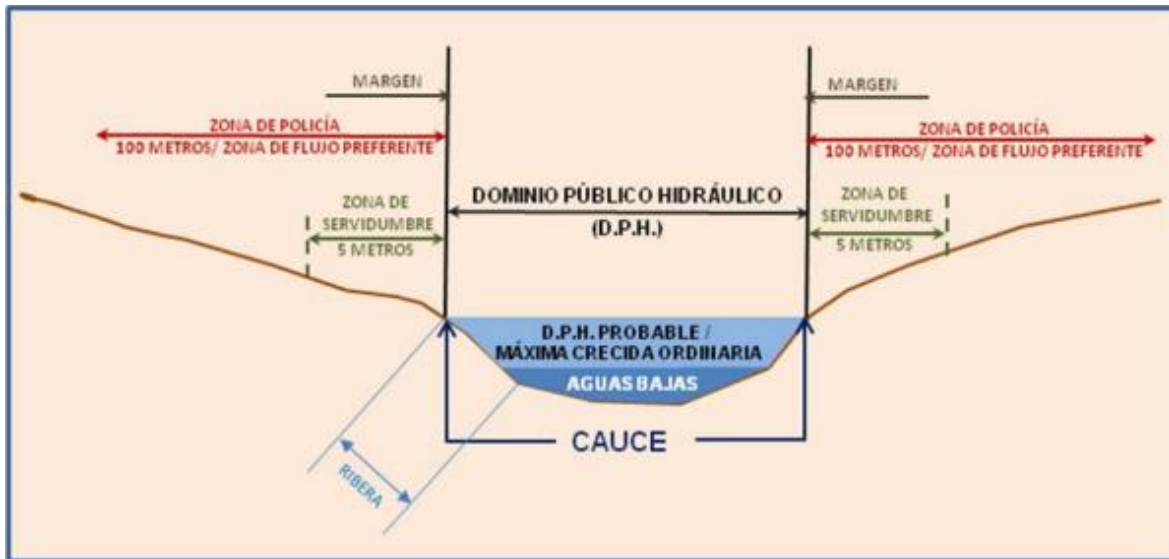 MARGEN
MARGEN
ZONA DE POLICÍA
100 METROS/ ZONA DE FLUJO PREFERENTE
ZONA DE POLICÍA
100 METROS/ ZONA DE FLUJO PREFERENTE
ZONA DE
SERVIDUMBRE
5 METROS
DOMINIO PÚBLICO HIDRÁULICO
(D.P.H.)
ZONA DE
SERVIDUMBRE
5 METROS
D.P.H. PROBABLE /
MÁXIMA CRECIDA ORDINARIA
AGUAS BAJAS
CAUCE
RIBERA